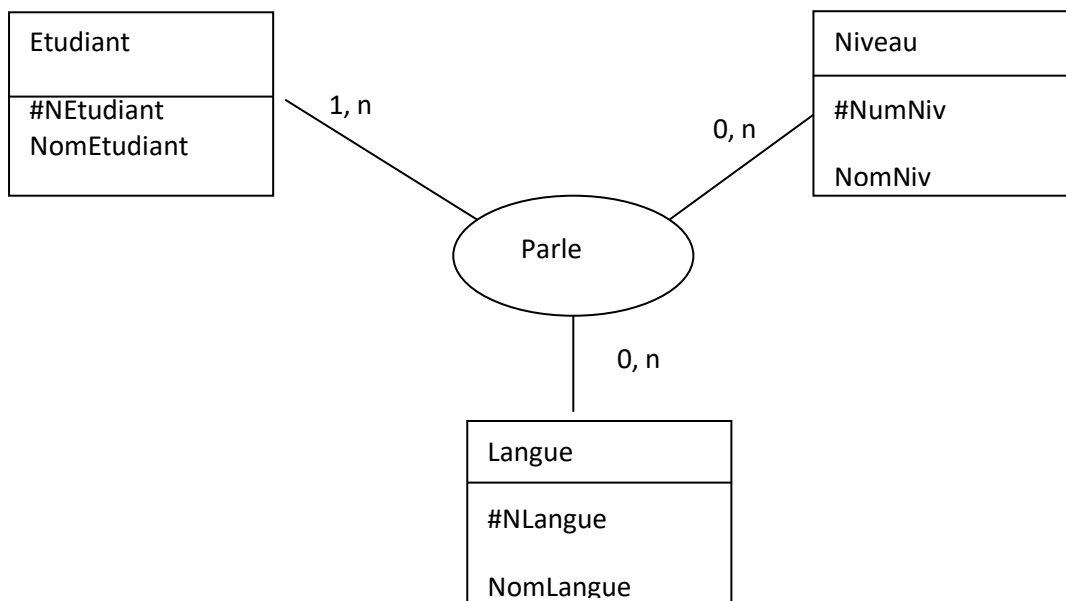 Etudiant
#NEtudiant
NomEtudiant
1, n
0, n
Niveau
#NumNiv
NomNiv
Parle
0, n
Langue
#NLangue
NomLangue